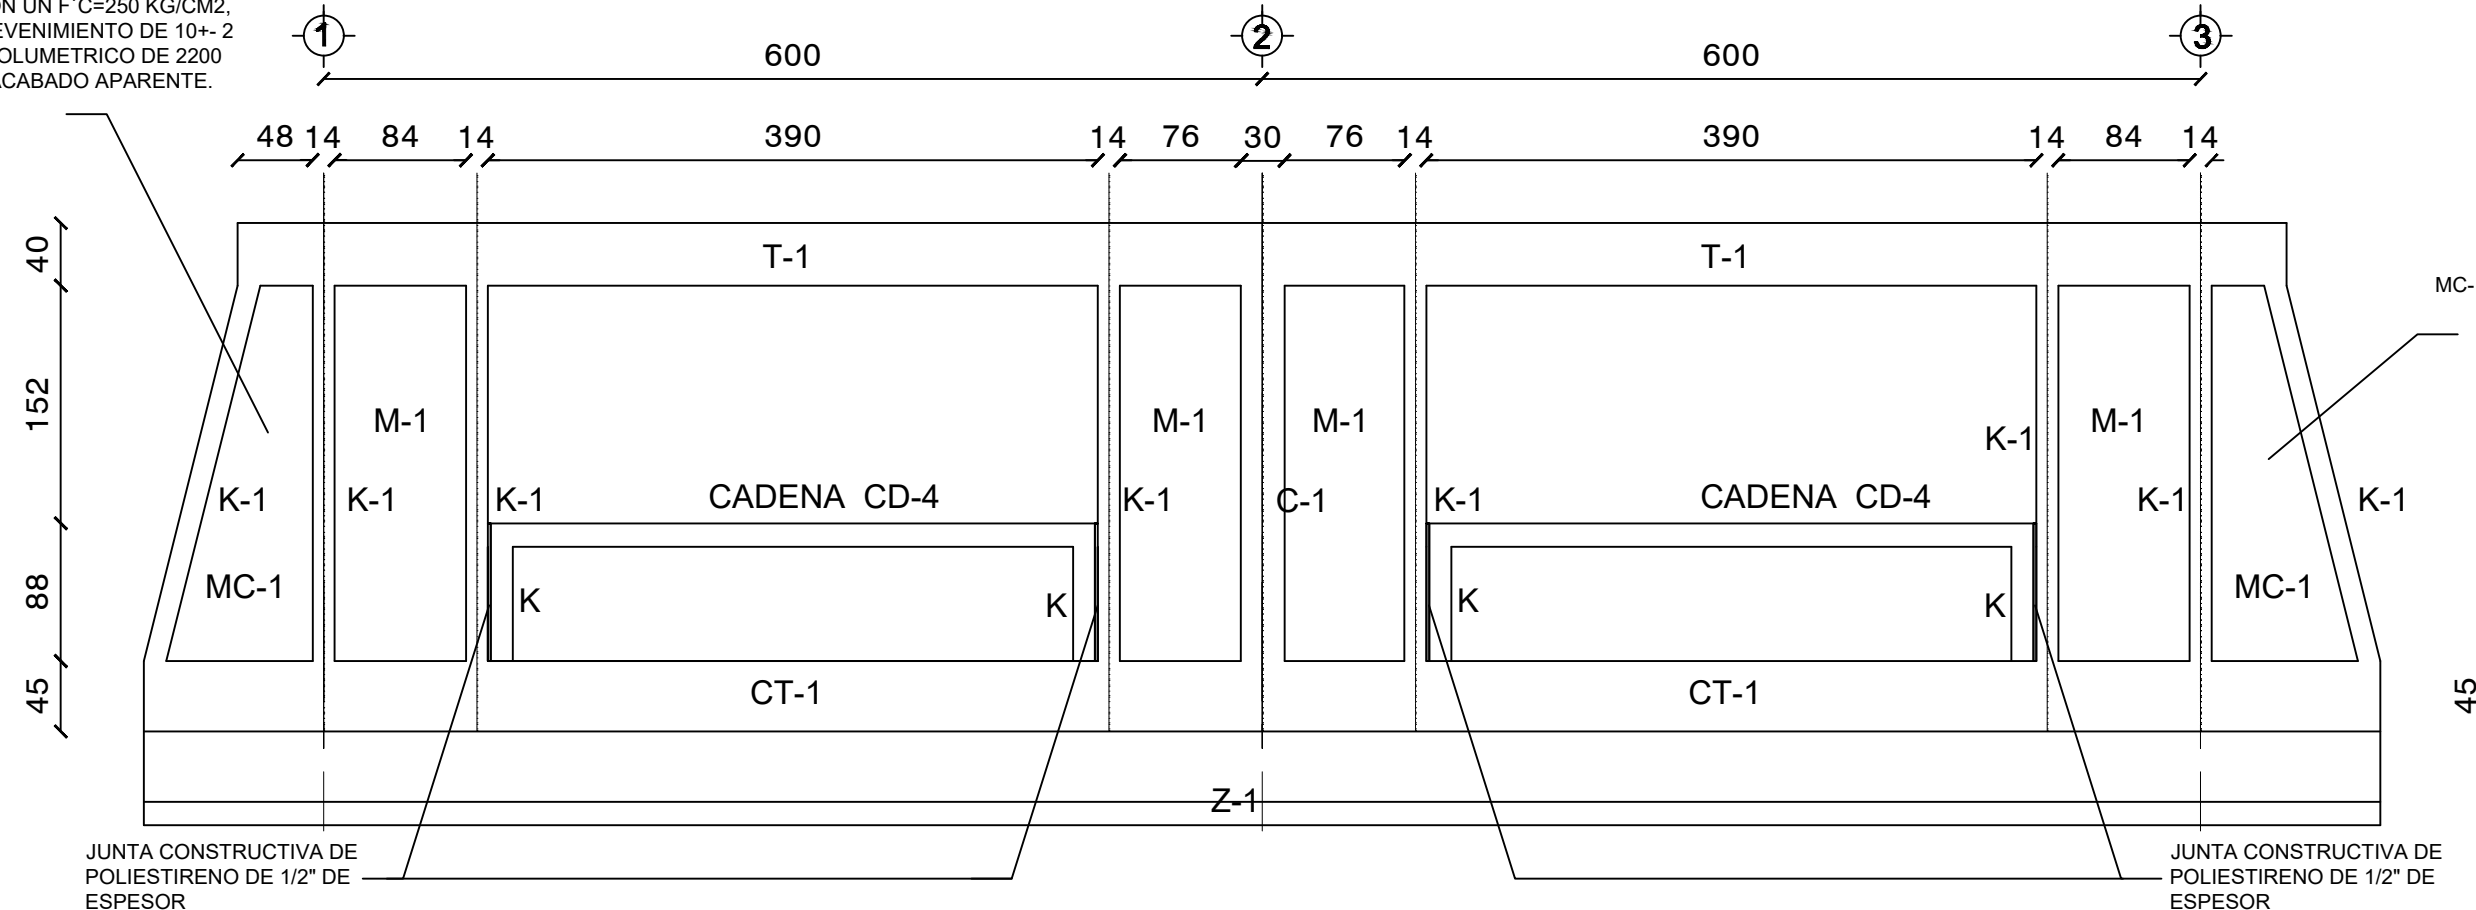 UN F´C=250 KG/CM2,
DE 10+- 2
DE 2200
ACABADO APARENTE.
1
2
3
600
600
48 14 84 14 390 14 76 30 76 14 390 14 84 14
40
T-1
T-1
MC-
152
M-1
M-1
M-1
K-1
M-1
K-1
K-1
K-1
CADENA CD-4
K-1
C-1
K-1
CADENA CD-4
K-1
K-1
88
MC-1
K
K
K
K
MC-1
45
CT-1
CT-1
45
Z-1
JUNTA CONSTRUCTIVA DE
POLIESTIRENO DE 1/2" DE
ESPESOR
JUNTA CONSTRUCTIVA DE
POLIESTIRENO DE 1/2" DE
ESPESOR